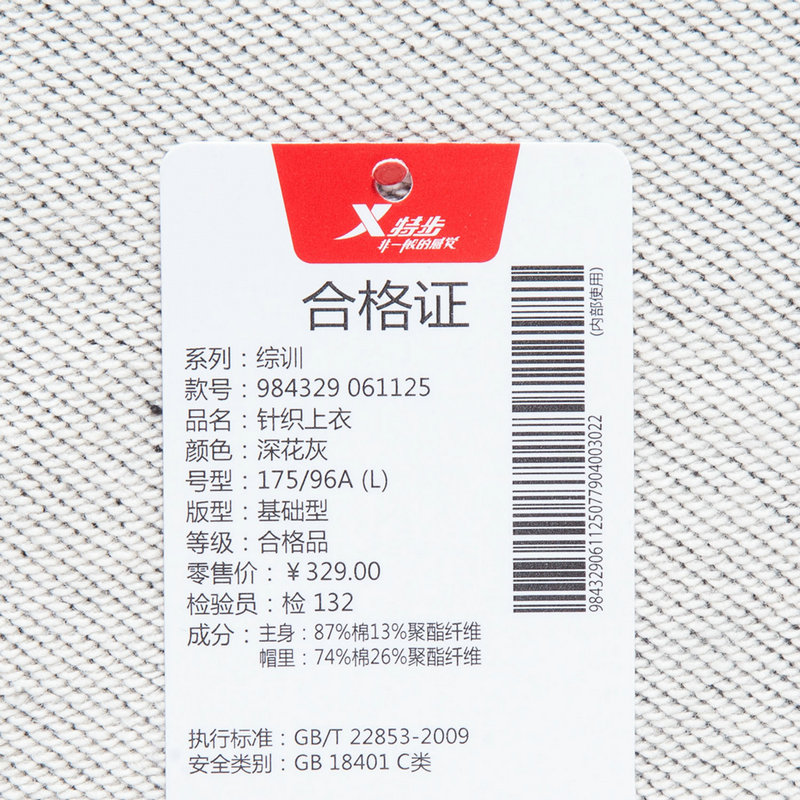 特步
非一般的感觉
合格证
系列：综训
款号：984329 061125
品名：针织上衣
颜色：深花灰
号型：175/96A (L)
版型：基础型
等级：合格品
零售价：￥329.00
检验员：检 132
成分：主身：87%棉13%聚酯纤维
帽里：74%棉26%聚酯纤维
执行标准：GB/T 22853-2009
安全类别：GB 18401 C类
(内部使用)
98432906112507790400302​2